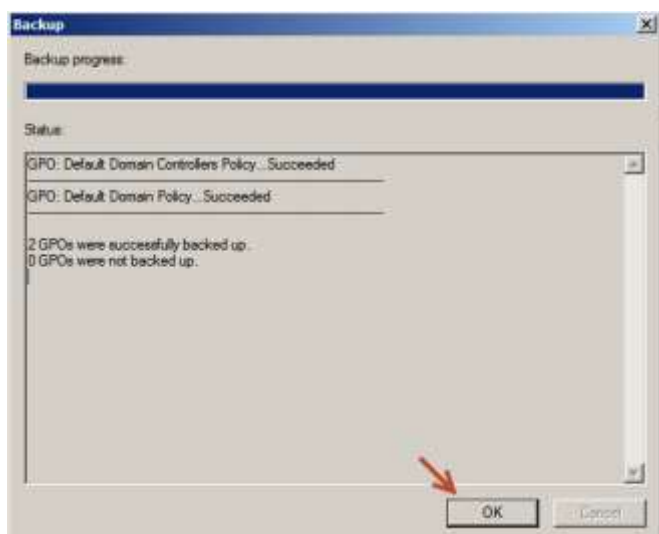 Backup
Backup progress:
Status:
GPO: Default Domain Controllers Policy...Succeeded
GPO: Default Domain Policy...Succeeded
2 GPOs were successfully backed up.
0 GPOs were not backed up.
OK
Cancel